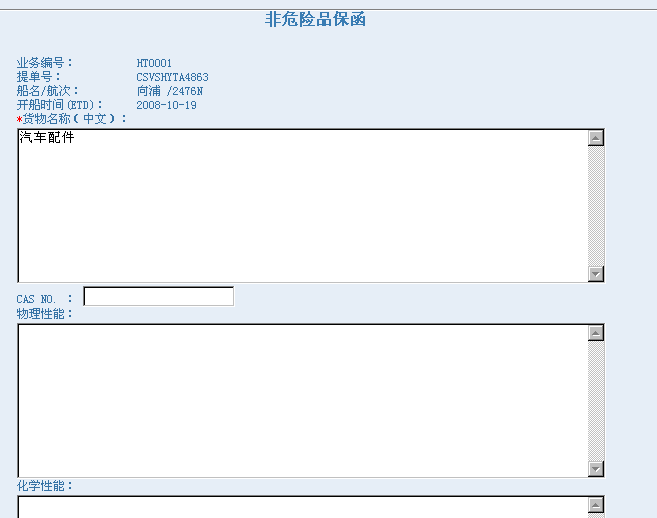 非危险品保函
业务编号： HT0001
提单号： CSVSHYTA4863
船名/航次： 向浦 /2476N
开船时间(ETD)： 2008-10-19
*货物名称（中文）：
汽车配件
CAS NO. ：
物理性能：
化学性能：